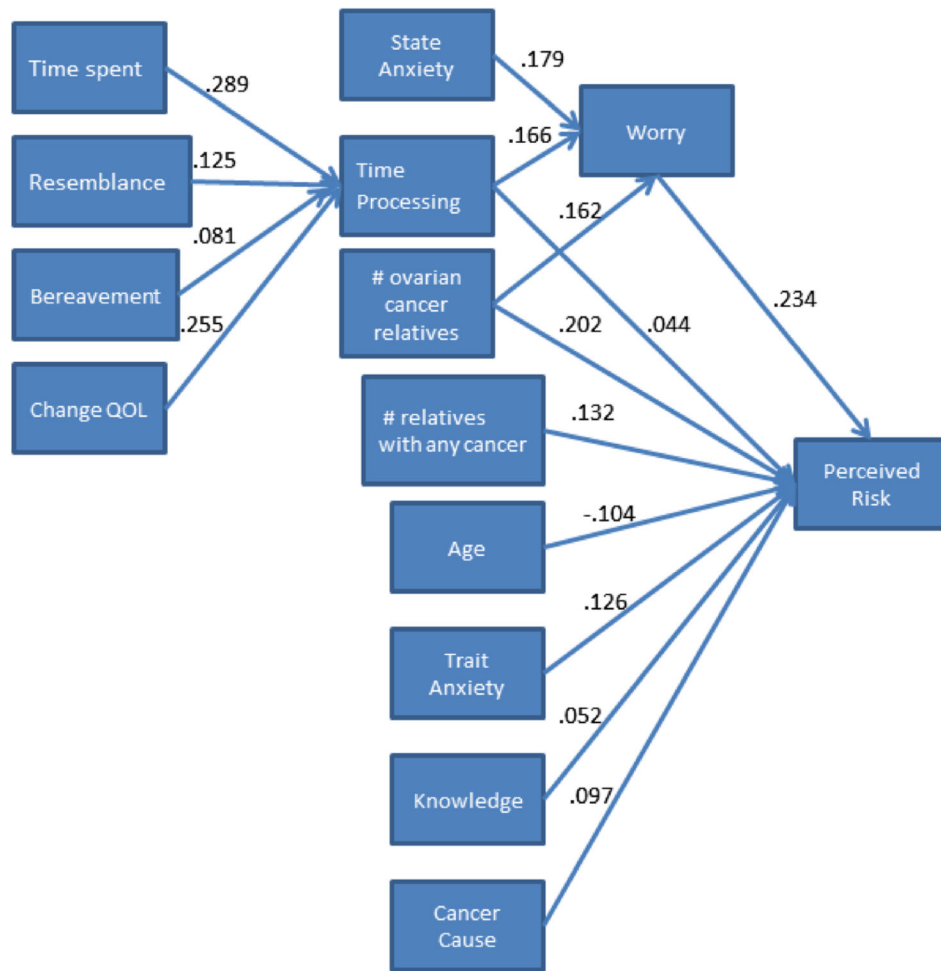 Time spent
.289
Resemblance
.125
Bereavement
.081
Change QOL
.255
State
Anxiety
.179
Time
Processing
.166
# ovarian
cancer
relatives
.162
.202
.044
Worry
.234
# relatives
with any cancer
.132
Age
-.104
Trait
Anxiety
.126
Knowledge
.052
Cancer
Cause
.097
Perceived
Risk